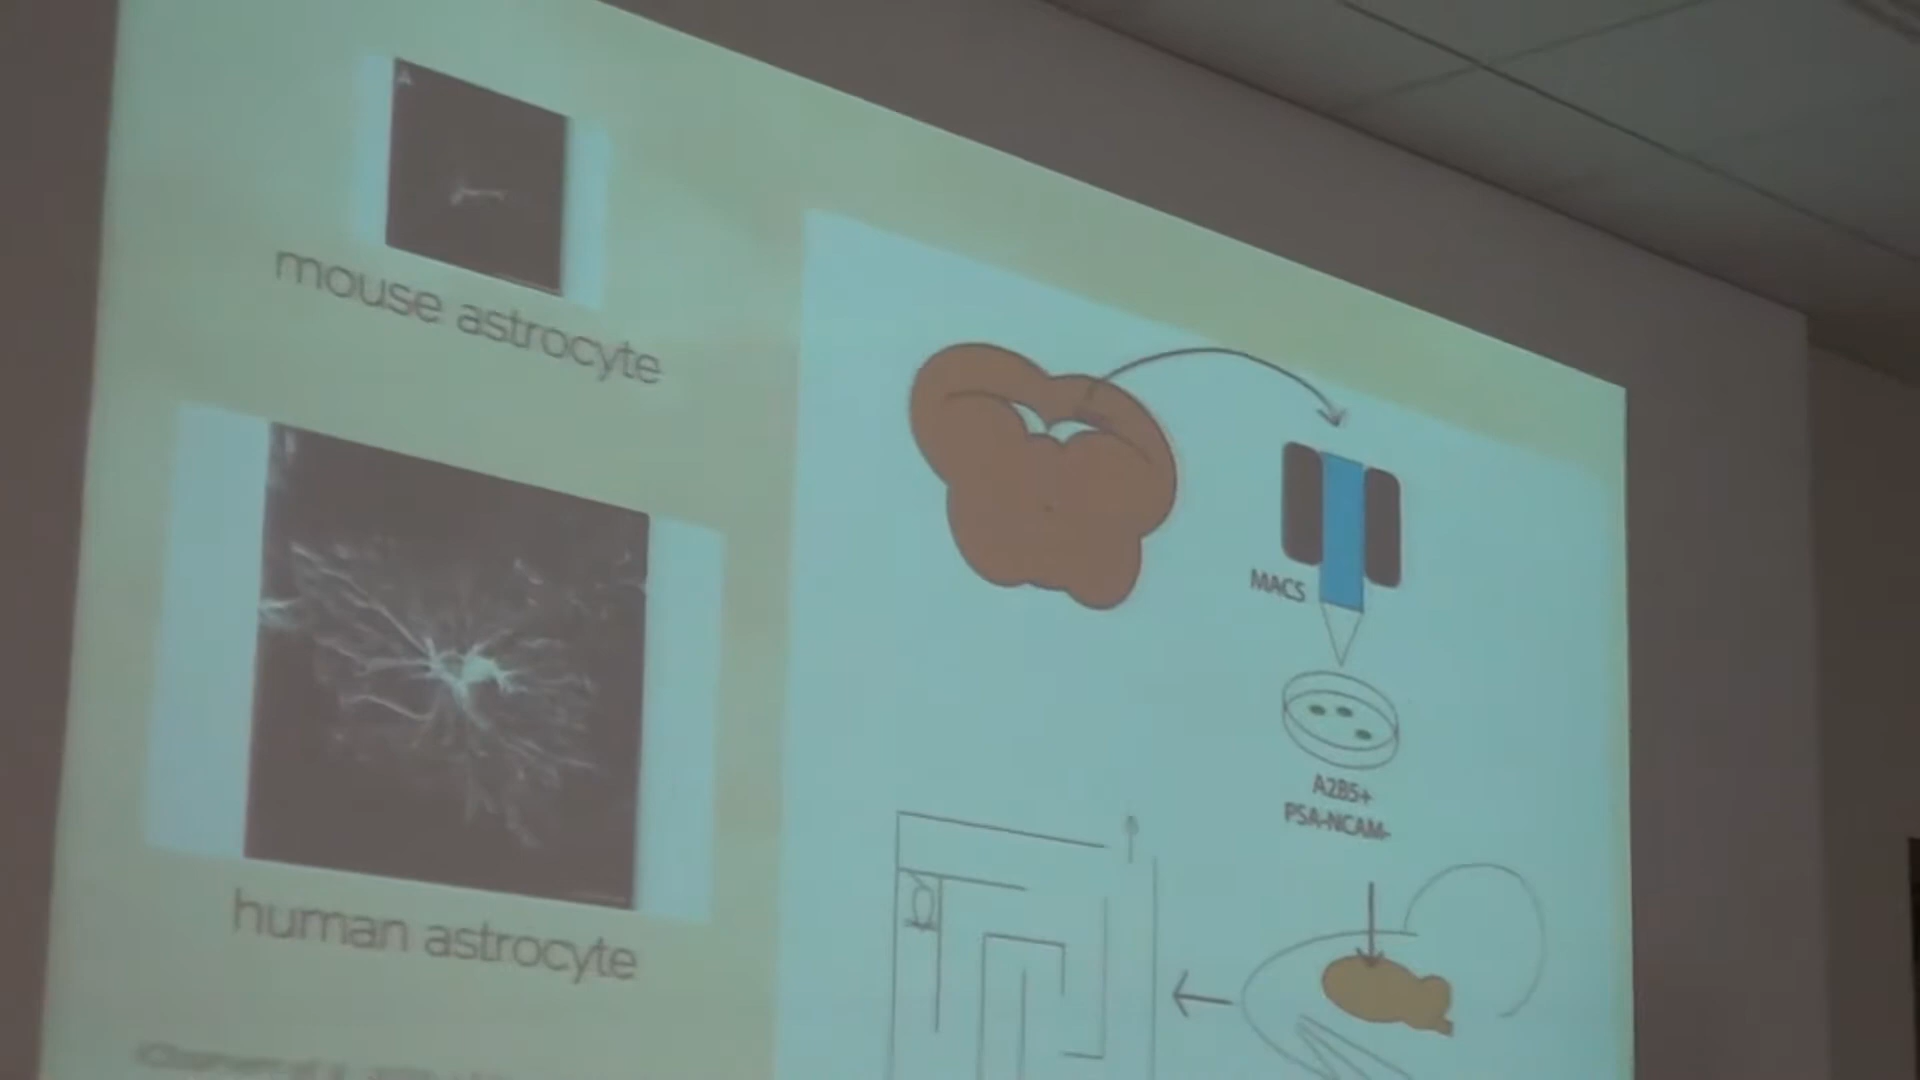 A
mouse astrocyte
human astrocyte
MACS
A2B5+
PSA-NCAM-